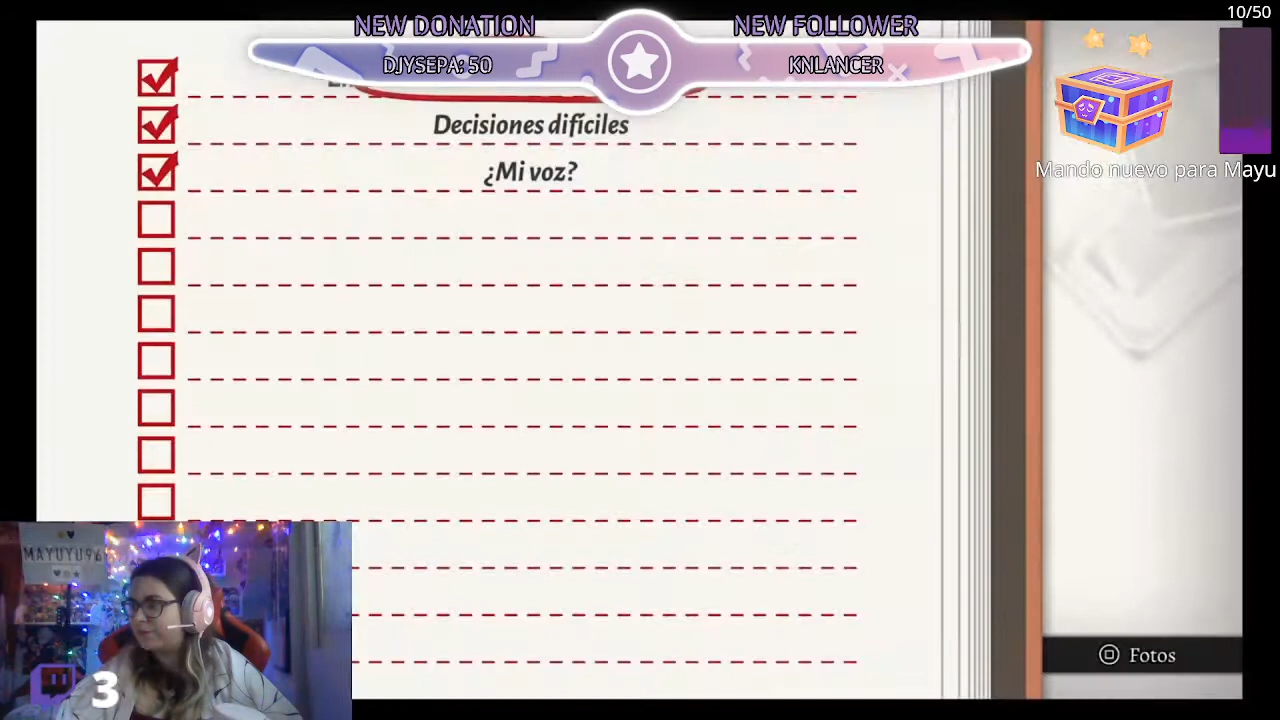 10/50
NEW DONATION
NEW FOLLOWER
DJYSEPA: 50
KNLANCER
Mando nuevo para Mayu
Decisiones difíciles
¿Mi voz?
MAYUYU96
3
Fotos